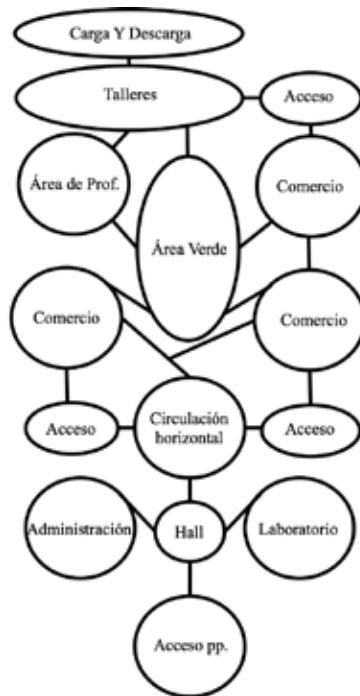 Carga Y Descarga
Talleres
Acceso
Área de Prof.
Comercio
Área Verde
Comercio
Comercio
Acceso
Circulación
horizontal
Acceso
Administración
Hall
Laboratorio
Acceso pp.